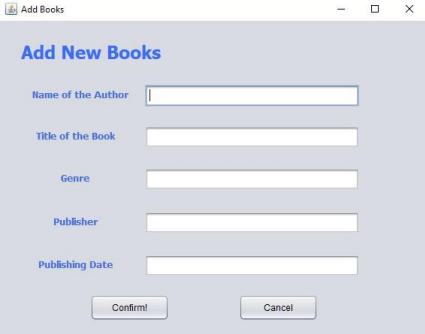 Add Books
Add New Books
Name of the Author
Title of the Book
Genre
Publisher
Publishing Date
Confirm! Cancel